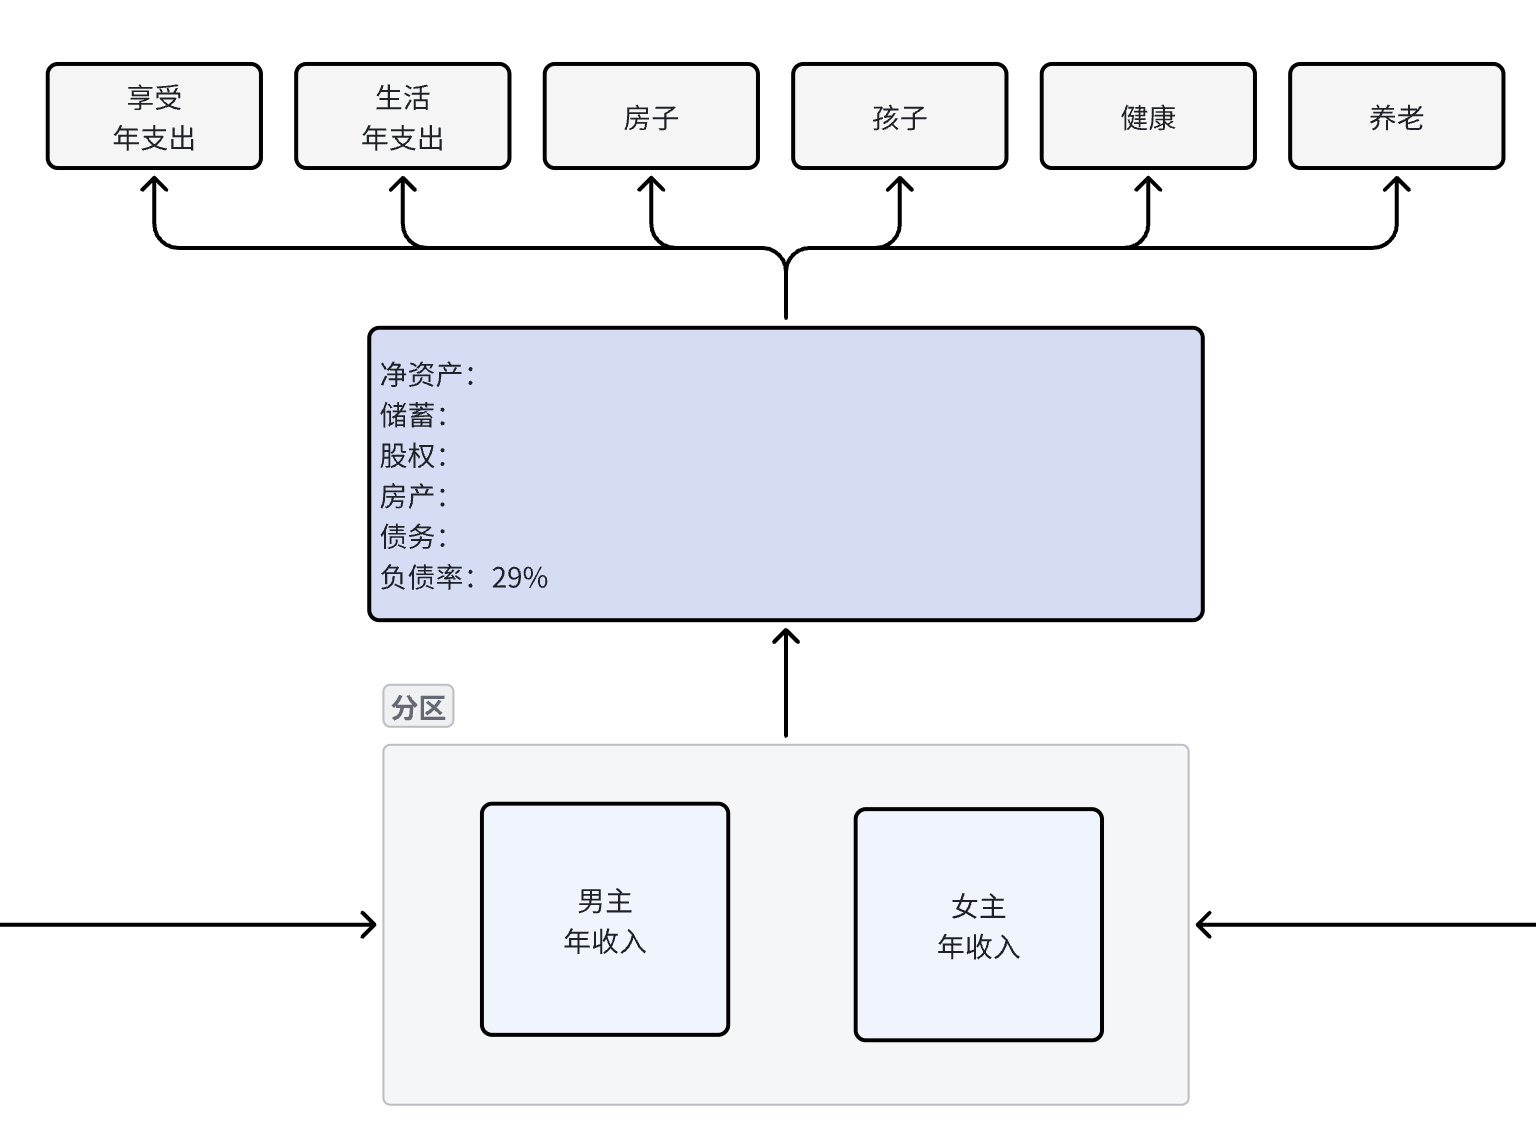 享受
年支出
生活
年支出
房子
孩子
健康
养老
净资产：
储蓄：
股权：
房产：
债务：
负债率：29%
分区
男主
年收入
女主
年收入